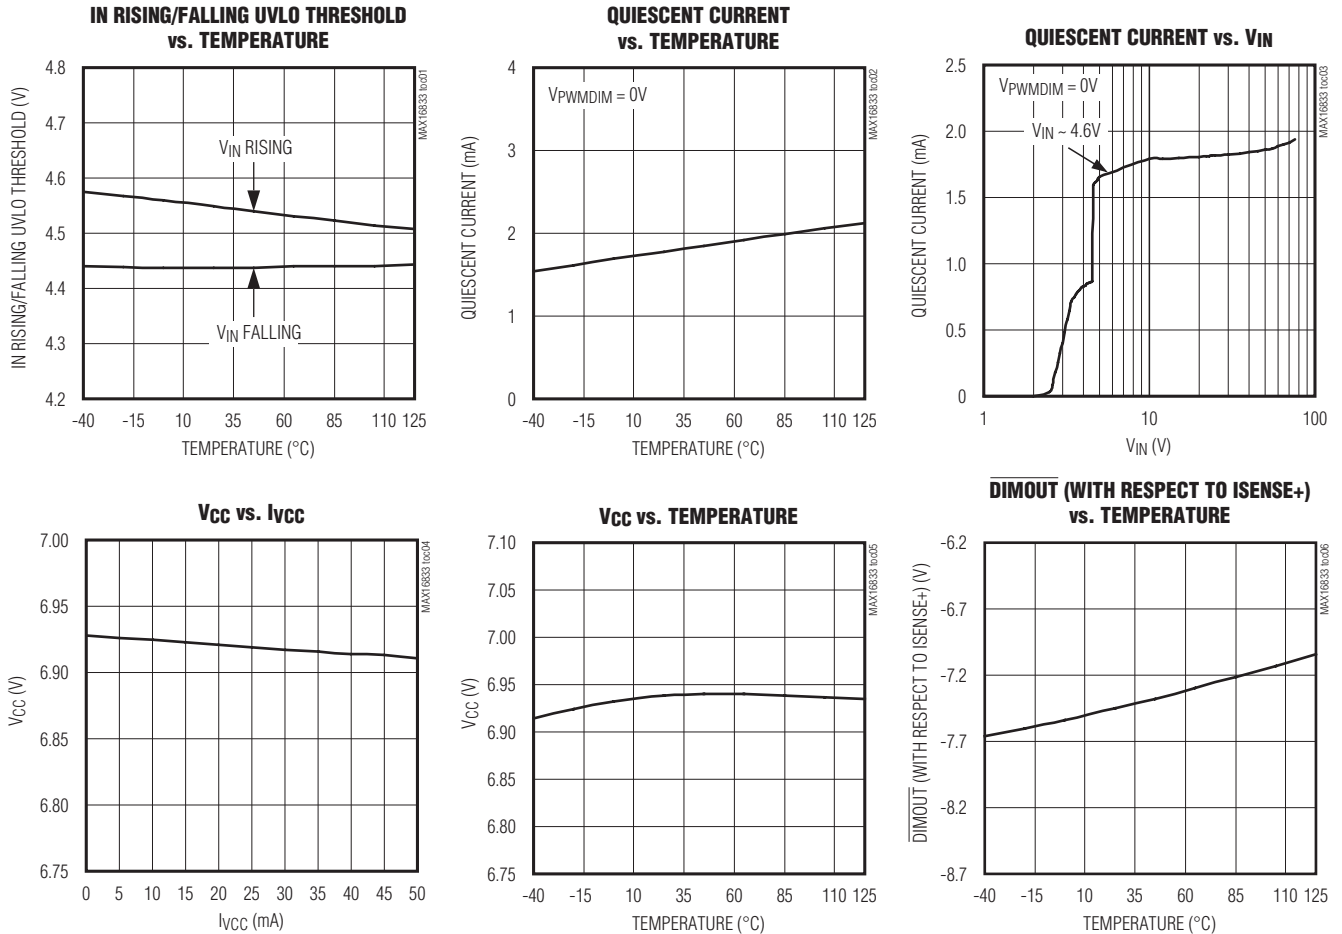 IN RISING/FALLING UVLO THRESHOLD
vs. TEMPERATURE
IN RISING/FALLING UVLO THRESHOLD (V)
4.8
4.7
4.6
4.5
4.4
4.3
4.2
VIN RISING
VIN FALLING
MAX16833 toc01
-40 -15 10 35 60 85 110 125
TEMPERATURE (°C)
QUIESCENT CURRENT
vs. TEMPERATURE
QUIESCENT CURRENT (mA)
4
3
2
1
0
VPWMDIM = 0V
MAX16833 toc02
-40 -15 10 35 60 85 110 125
TEMPERATURE (°C)
QUIESCENT CURRENT vs. VIN
QUIESCENT CURRENT (mA)
2.5
2.0
1.5
1.0
0.5
0
VPWMDIM = 0V
VIN ~ 4.6V
MAX16833 toc03
1 10 100
VIN (V)
VCC vs. IVCC
VCC (V)
7.00
6.95
6.90
6.85
6.80
6.75
MAX16833 toc04
0 5 10 15 20 25 30 35 40 45 50
IVCC (mA)
VCC vs. TEMPERATURE
VCC (V)
7.10
7.05
7.00
6.95
6.90
6.85
6.80
6.75
MAX16833 toc05
-40 -15 10 35 60 85 110 125
TEMPERATURE (°C)
DIMOUT (WITH RESPECT TO ISENSE+)
vs. TEMPERATURE
DIMOUT (WITH RESPECT TO ISENSE+) (V)
-6.2
-6.7
-7.2
-7.7
-8.2
-8.7
MAX16833 toc06
-40 -15 10 35 60 85 110 125
TEMPERATURE (°C)